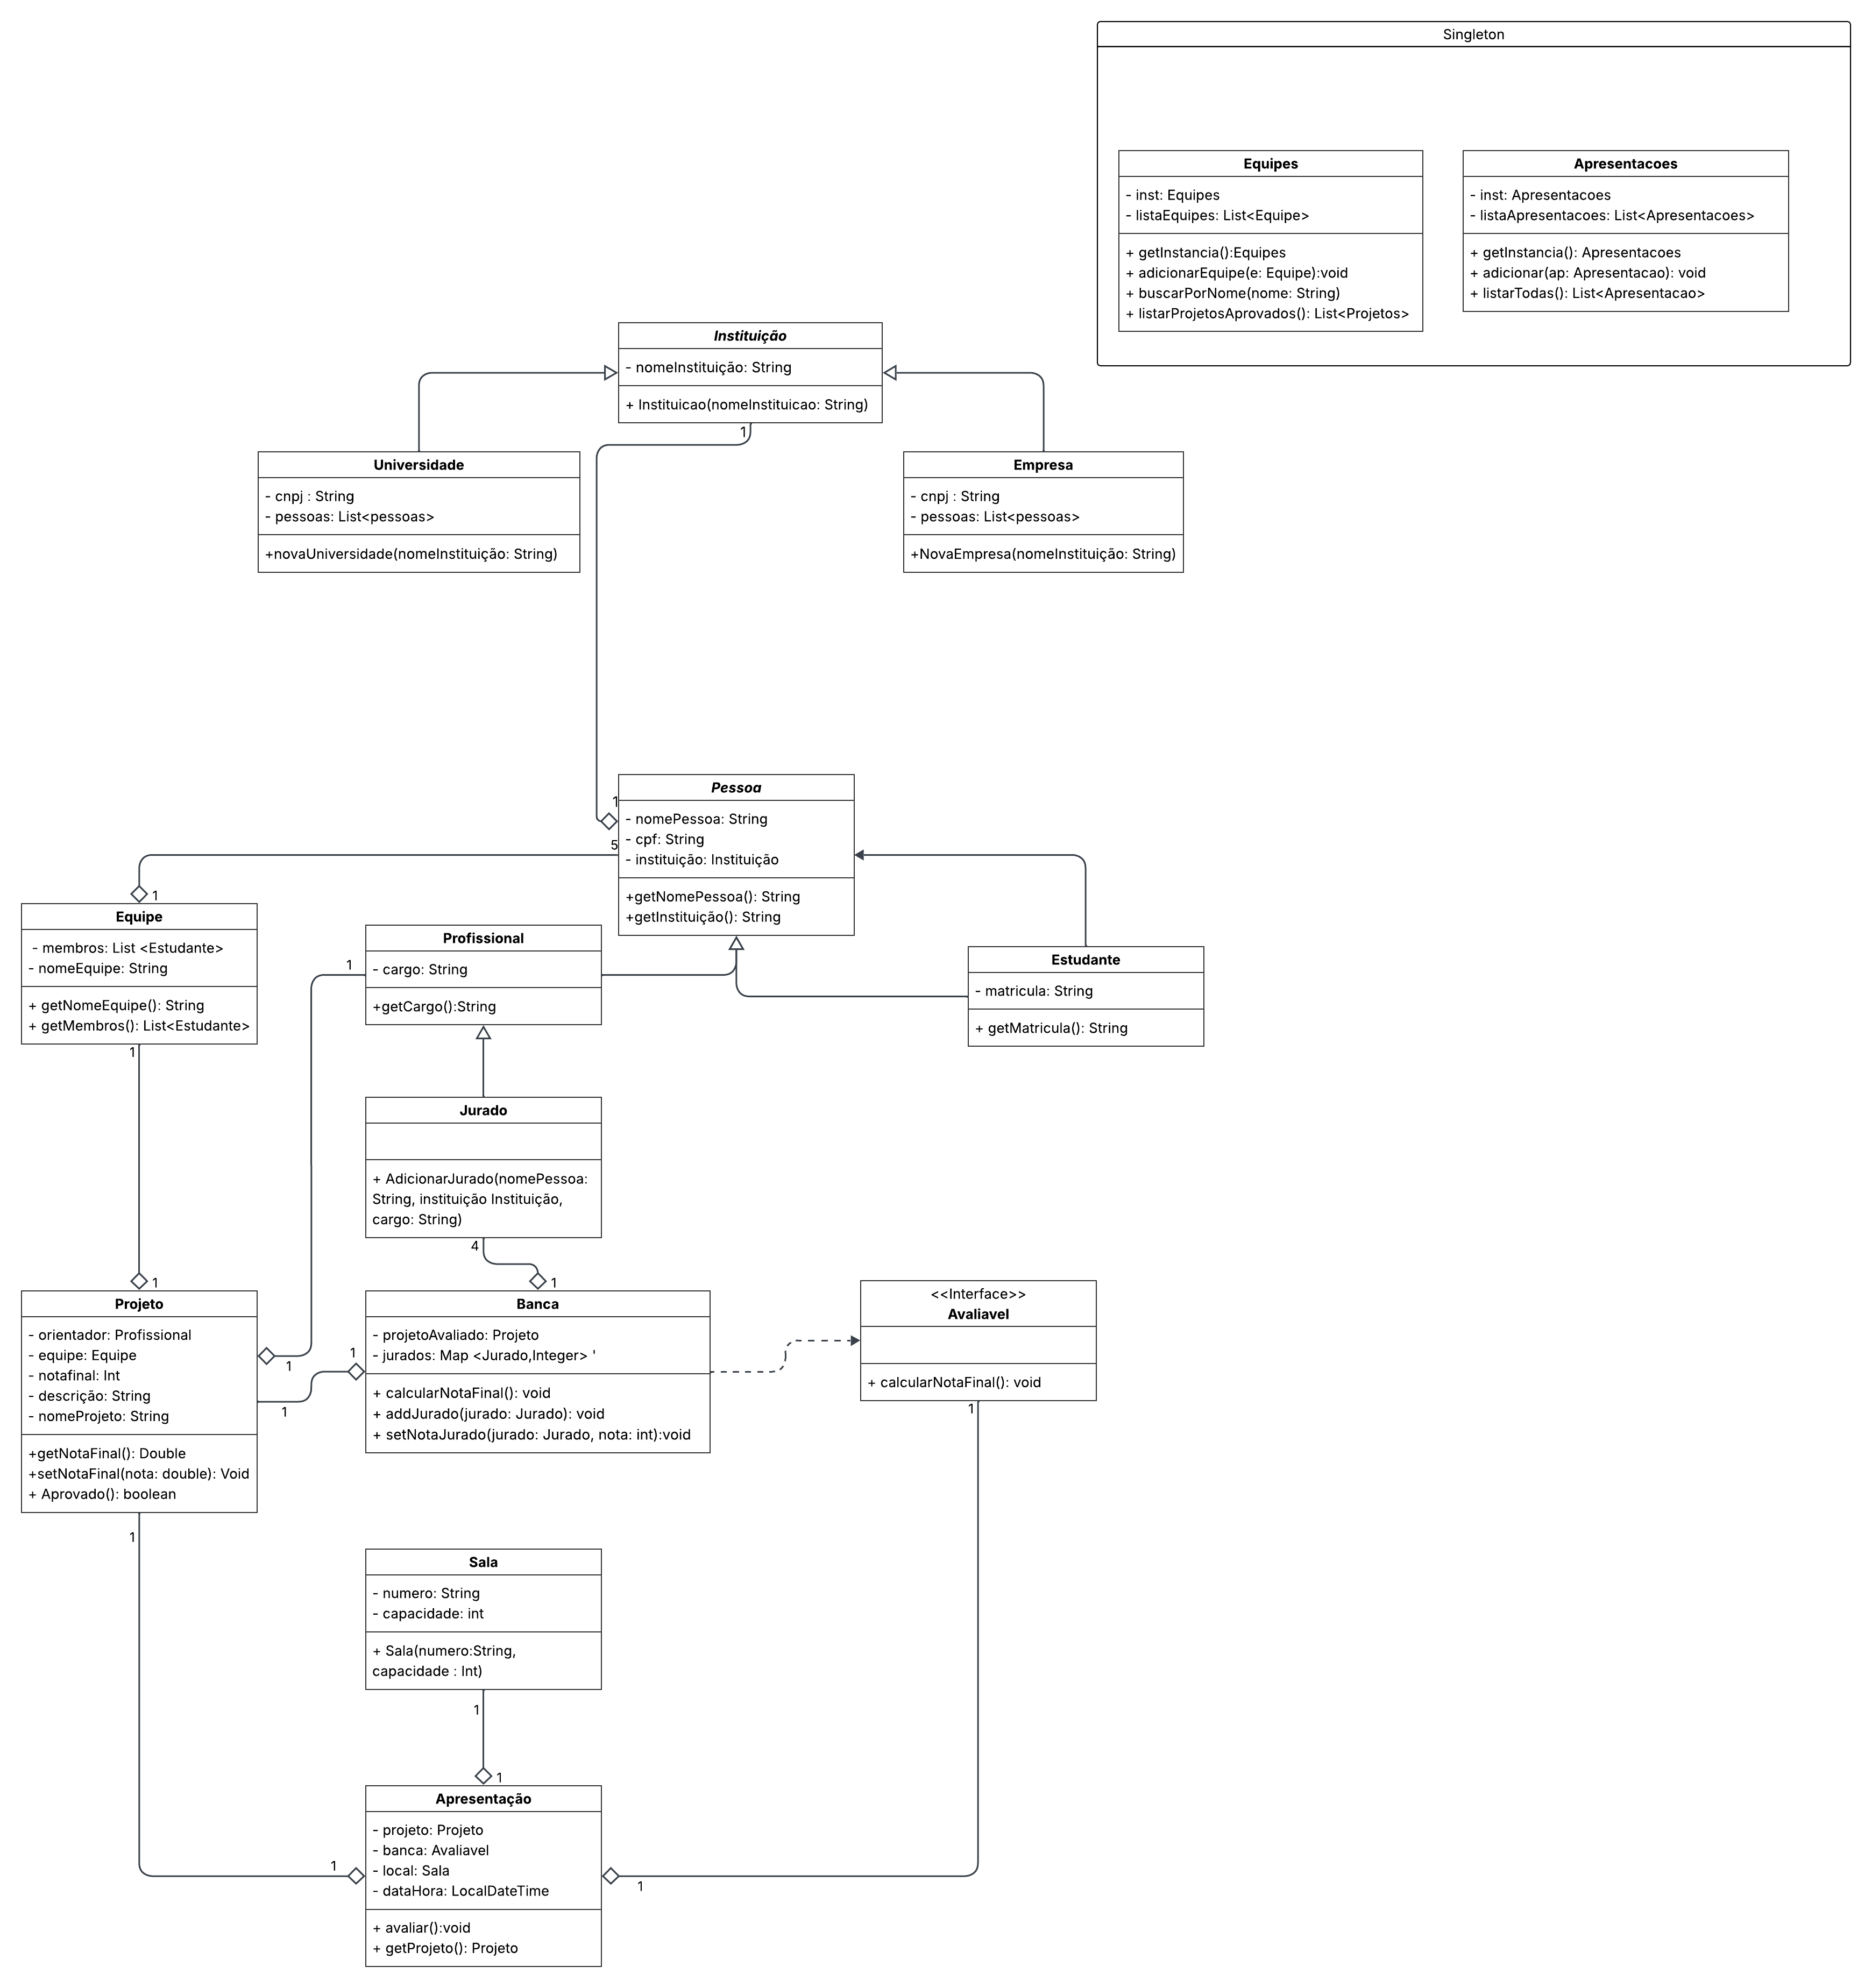 Singleton
Equipes
- inst: Equipes
- listaEquipes: List<Equipe>
+ getInstancia():Equipes
+ adicionarEquipe(e: Equipe):void
+ buscarPorNome(nome: String)
+ listarProjetosAprovados(): List<Projetos>
Apresentacoes
- inst: Apresentacoes
- listaApresentacoes: List<Apresentacoes>
+ getInstancia(): Apresentacoes
+ adicionar(ap: Apresentacao): void
+ listarTodas(): List<Apresentacao>
Instituição
- nomeInstituição: String
+ Instituicao(nomeInstituicao: String)
1
Universidade
- cnpj : String
- pessoas: List<pessoas>
+novaUniversidade(nomeInstituição: String)
Empresa
- cnpj : String
- pessoas: List<pessoas>
+NovaEmpresa(nomeInstituição: String)
Pessoa
1
- nomePessoa: String
- cpf: String
5
- instituição: Instituição
+getNomePessoa(): String
+getInstituição(): String
1
Equipe
- membros: List <Estudante>
- nomeEquipe: String
+ getNomeEquipe(): String
+ getMembros(): List<Estudante>
1
Profissional
1
- cargo: String
+getCargo():String
Estudante
- matricula: String
+ getMatricula(): String
Jurado
+ AdicionarJurado(nomePessoa:
String, instituição Instituição,
cargo: String)
4
1
1
Projeto
- orientador: Profissional
- equipe: Equipe
- notafinal: Int
- descrição: String
- nomeProjeto: String
+getNotaFinal(): Double
+setNotaFinal(nota: double): Void
+ Aprovado(): boolean
1
1
1
1
Banca
- projetoAvaliado: Projeto
- jurados: Map <Jurado,Integer> '
+ calcularNotaFinal(): void
+ addJurado(jurado: Jurado): void
+ setNotaJurado(jurado: Jurado, nota: int):void
<<Interface>>
Avaliavel
+ calcularNotaFinal(): void
1
Sala
- numero: String
- capacidade: int
+ Sala(numero:String,
capacidade : Int)
1
1
Apresentação
- projeto: Projeto
- banca: Avaliavel
- local: Sala
- dataHora: LocalDateTime
+ avaliar():void
+ getProjeto(): Projeto
1
1